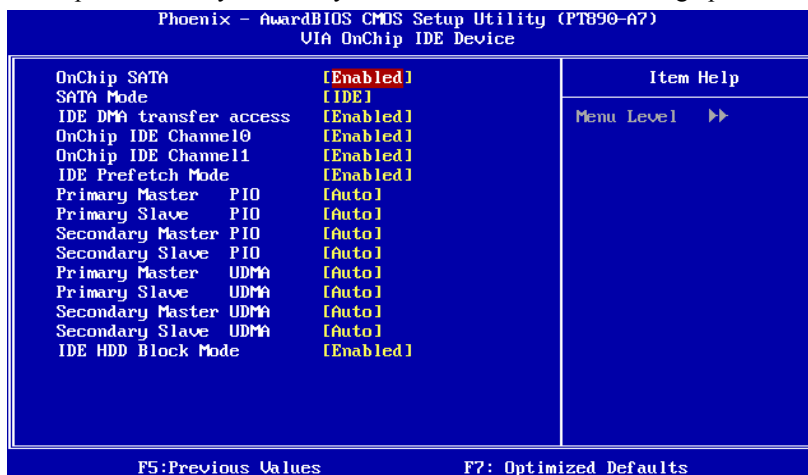 Phoenix - AwardBIOS CMOS Setup Utility (PT890-A7)
VIA OnChip IDE Device
OnChip SATA [Enabled]
SATA Mode [IDE]
IDE DMA transfer access [Enabled]
OnChip IDE Channel0 [Enabled]
OnChip IDE Channel1 [Enabled]
IDE Prefetch Mode [Enabled]
Primary Master PIO [Auto]
Primary Slave PIO [Auto]
Secondary Master PIO [Auto]
Secondary Slave PIO [Auto]
Primary Master UDMA [Auto]
Primary Slave UDMA [Auto]
Secondary Master UDMA [Auto]
Secondary Slave UDMA [Auto]
IDE HDD Block Mode [Enabled]
Item Help
Menu Level ▶▶
F5:Previous Values F7: Optimized Defaults